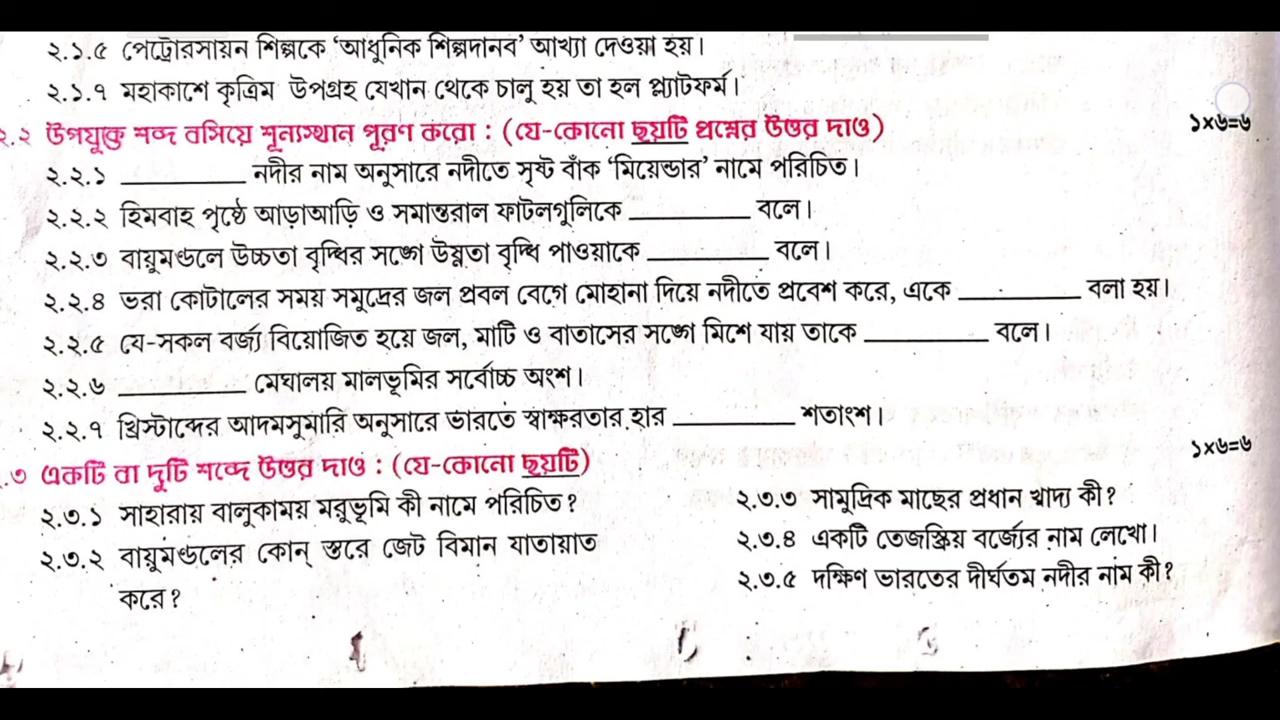 ২.১.৫ পেট্রোরসায়ন শিল্পকে ‘আধুনিক শিল্পদানব’ আখ্যা দেওয়া হয়।
২.১.৭ মহাকাশে কৃত্রিম উপগ্রহ যেখান থেকে চালু হয় তা হল প্ল্যাটফর্ম।
২.২ উপযুক্ত শব্দ বসিয়ে শূন্যস্থান পূরণ করো : (যে-কোনো ছয়টি প্রশ্নের উত্তর দাও) ১×৬=৬
২.২.১ __________ নদীর নাম অনুসারে নদীতে সৃষ্ট বাঁক ‘মিয়েন্ডার’ নামে পরিচিত।
২.২.২ হিমবাহ পৃষ্ঠে আড়াআড়ি ও সমান্তরাল ফাটলগুলিকে __________ বলে।
২.২.৩ বায়ুমণ্ডলে উচ্চতা বৃদ্ধির সঙ্গে উষ্ণতা বৃদ্ধি পাওয়াকে __________ বলে।
২.২.৪ ভরা কোটালের সময় সমুদ্রের জল প্রবল বেগে মোহানা দিয়ে নদীতে প্রবেশ করে, একে __________ বলা হয়।
২.২.৫ যে-সকল বর্জ্য বিয়োজিত হয়ে জল, মাটি ও বাতাসের সঙ্গে মিশে যায় তাকে __________ বলে।
২.২.৬ __________ মেঘালয় মালভূমির সর্বোচ্চ অংশ।
২.২.৭ খ্রিস্টাব্দের আদমসুমারি অনুসারে ভারতে স্বাক্ষরতার হার __________ শতাংশ।
.৩ একটি বা দুটি শব্দে উত্তর দাও : (যে-কোনো ছয়টি) ১×৬=৬
২.৩.১ সাহারায় বালুকাময় মরুভূমি কী নামে পরিচিত?
২.৩.২ বায়ুমণ্ডলের কোন্ স্তরে জেট বিমান যাতায়াত
করে?
২.৩.৩ সামুদ্রিক মাছের প্রধান খাদ্য কী?
২.৩.৪ একটি তেজস্ক্রিয় বর্জ্যের নাম লেখো।
২.৩.৫ দক্ষিণ ভারতের দীর্ঘতম নদীর নাম কী?